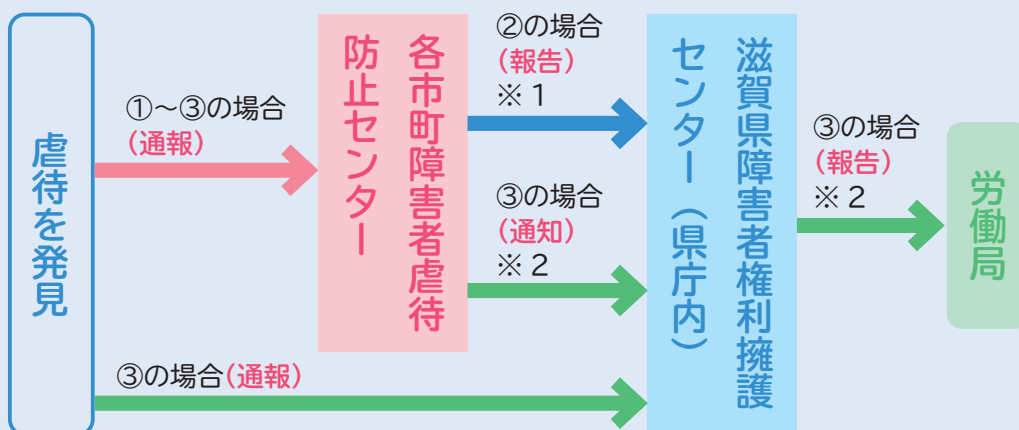 虐待を発見
①～③の場合
(通報)
各市町障害者虐待
防止センター
②の場合
(報告)
※１
③の場合
(通知)
※２
③の場合(通報)
滋賀県障害者権利擁護
センター（県庁内）
③の場合
(報告)
※２
労働局